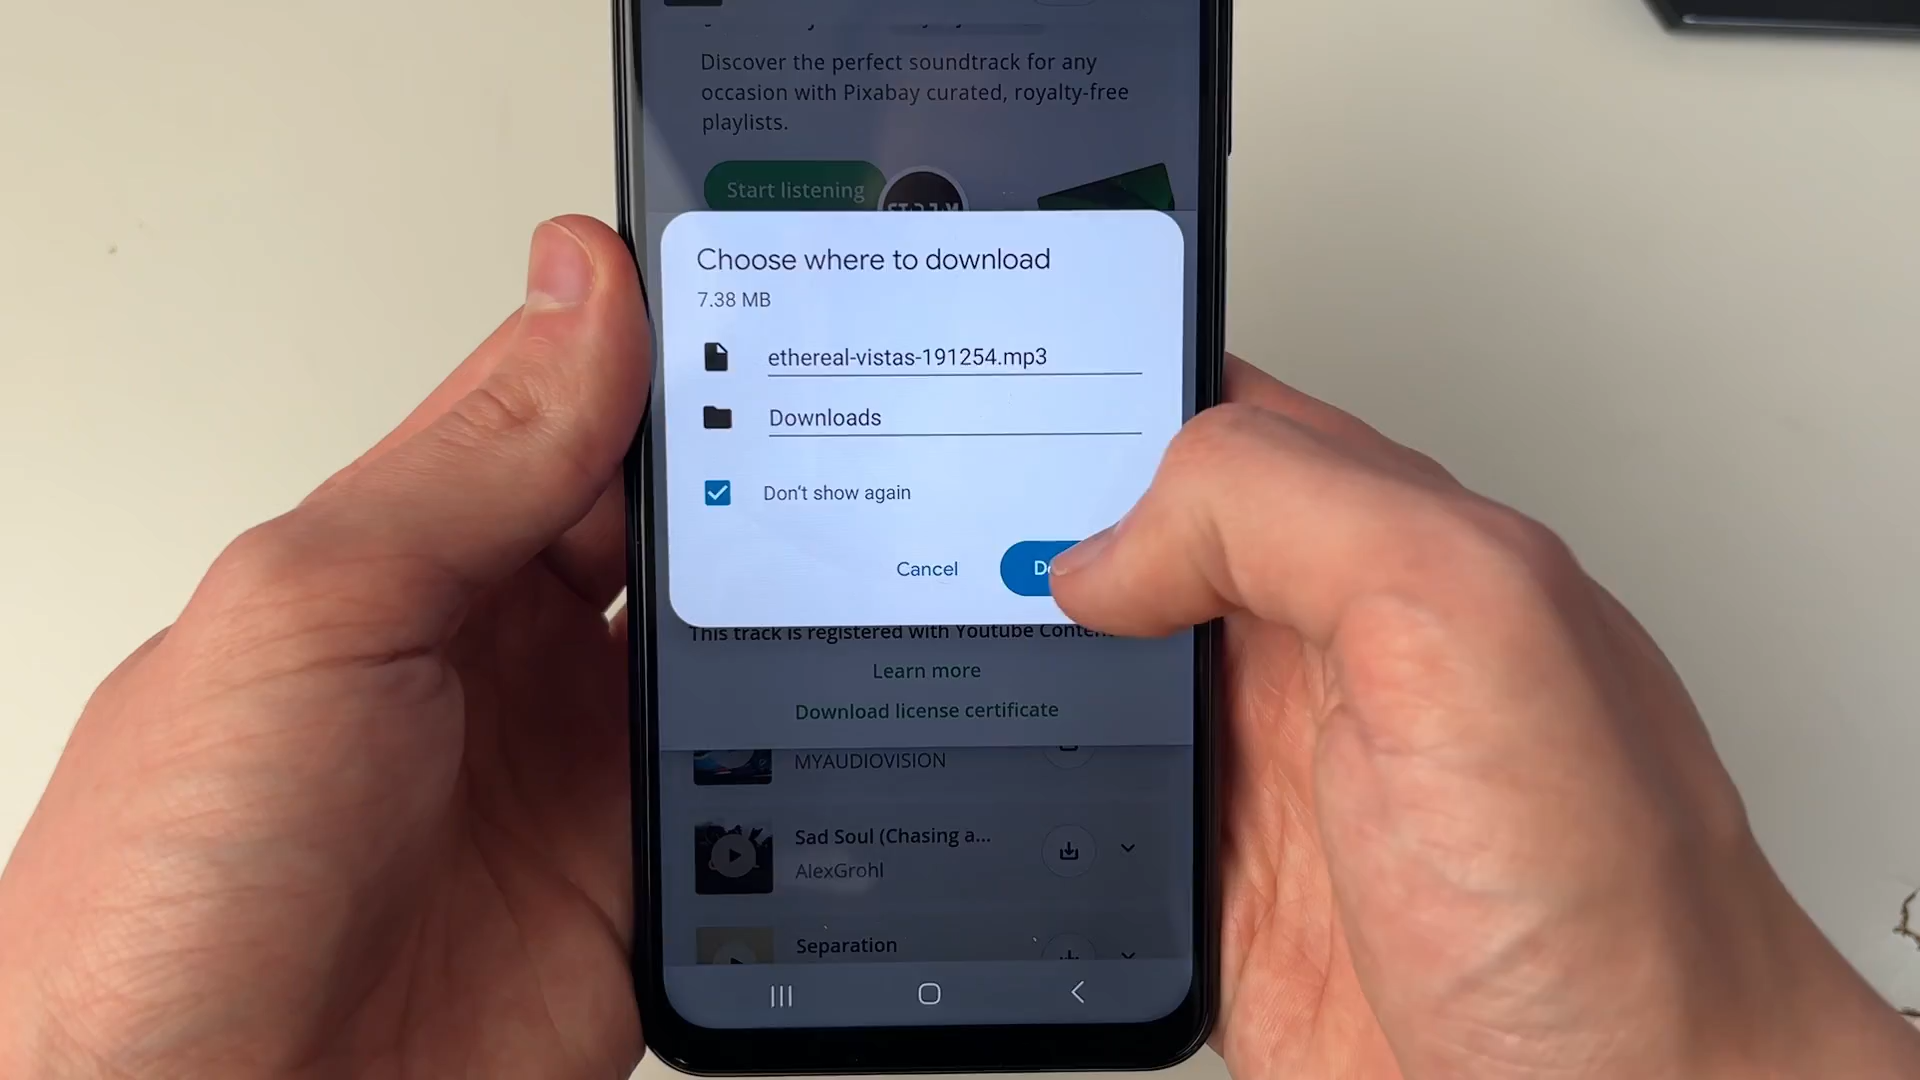 Discover the perfect soundtrack for any
occasion with Pixabay curated, royalty-free
playlists.
Start listening
Choose where to download
7.38 MB
ethereal-vistas-191254.mp3
Downloads
Don't show again
Cancel
This track is registered with Youtube
Learn more
Download license certificate
MYAUDIOVISION
Sad Soul (Chasing a...
AlexGrohl
Separation